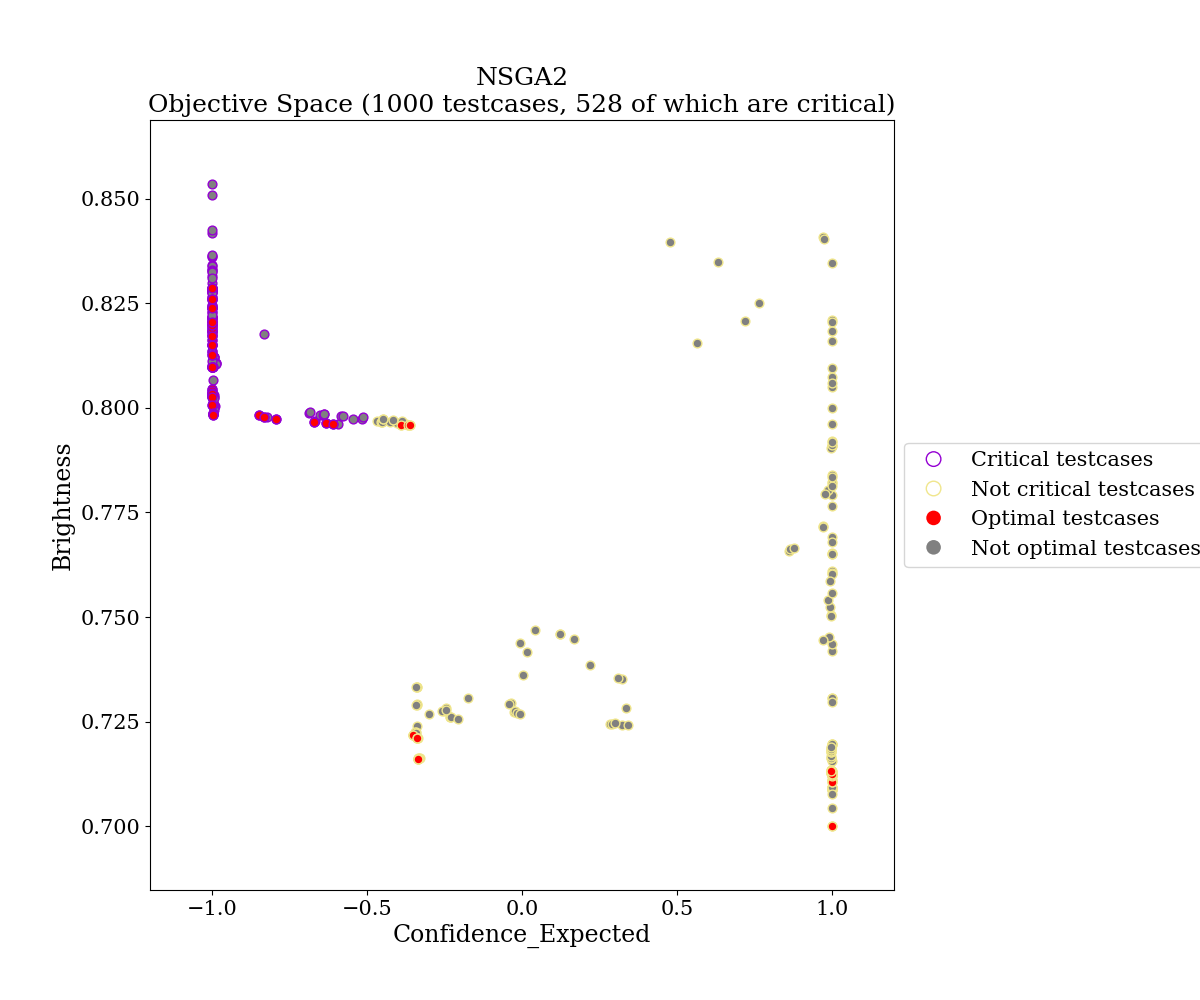 NSGA2
Objective Space (1000 testcases, 528 of which are critical)
0.850
0.825
0.800
0.775
0.750
0.725
0.700
Brightness
−1.0
−0.5
0.0
0.5
1.0
Confidence_Expected
Critical testcases
Not critical testcases
Optimal testcases
Not optimal testcases